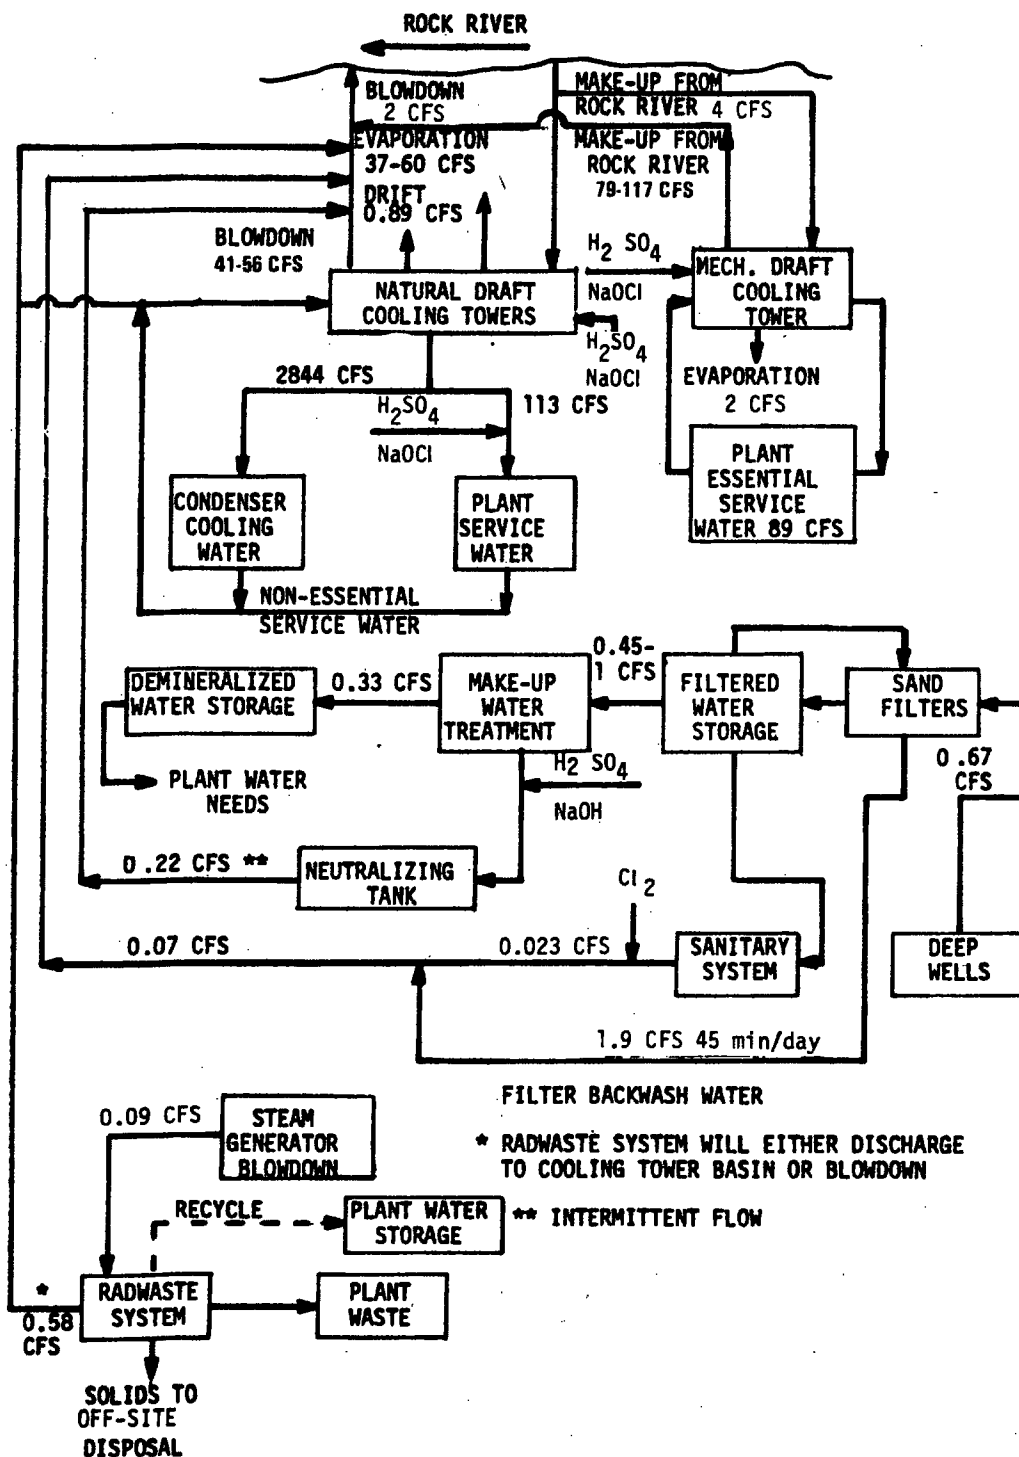 ROCK RIVER
BLOWDOWN
2 CFS
MAKE-UP FROM
ROCK RIVER 4 CFS
EVAPORATION
37-60 CFS
MAKE-UP FROM
ROCK RIVER
79-117 CFS
DRIFT
0.89 CFS
BLOWDOWN
41-56 CFS
H2 SO4
NaOCl
NATURAL DRAFT
COOLING TOWERS
MECH. DRAFT
COOLING
TOWER
H2SO4
NaOCl
EVAPORATION
2 CFS
2844 CFS
113 CFS
H2SO4
NaOCl
CONDENSER
COOLING
WATER
PLANT
SERVICE
WATER
PLANT
ESSENTIAL
SERVICE
WATER 89 CFS
NON-ESSENTIAL
SERVICE WATER
DEMINERALIZED
WATER STORAGE
0.33 CFS
MAKE-UP
WATER
TREATMENT
0.45-
1 CFS
FILTERED
WATER
STORAGE
SAND
FILTERS
0.67
CFS
PLANT WATER
NEEDS
H2 SO4
NaOH
0.22 CFS **
NEUTRALIZING
TANK
Cl2
0.07 CFS
0.023 CFS
SANITARY
SYSTEM
DEEP
WELLS
1.9 CFS 45 min/day
FILTER BACKWASH WATER
0.09 CFS
STEAM
GENERATOR
BLOWDOWN
* RADWASTE SYSTEM WILL EITHER DISCHARGE
TO COOLING TOWER BASIN OR BLOWDOWN
RECYCLE
PLANT WATER
STORAGE
** INTERMITTENT FLOW
*
0.58
CFS
RADWASTE
SYSTEM
PLANT
WASTE
SOLIDS TO
OFF-SITE
DISPOSAL